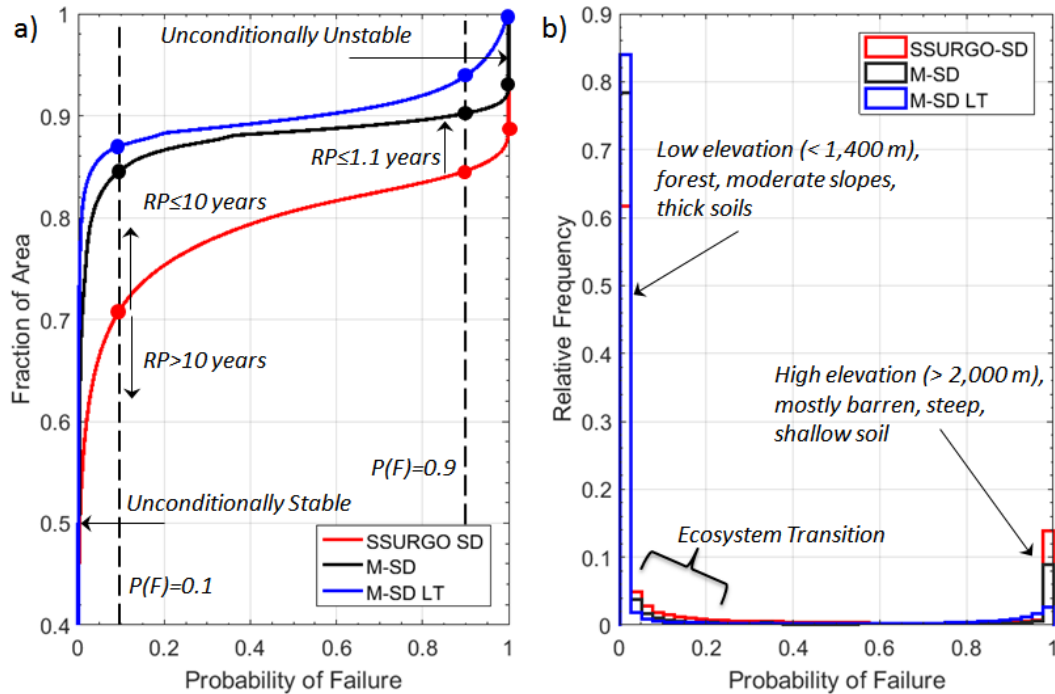 a)
Unconditionally Unstable
RP≤1.1 years
RP≤10 years
RP>10 years
P(F)=0.9
Unconditionally Stable
P(F)=0.1
SSURGO SD
M-SD
M-SD LT
1
0.9
0.8
0.7
0.6
0.5
0.4
Fraction of Area
0
0.2
0.4
0.6
0.8
1
Probability of Failure
b)
SSURGO-SD
M-SD
M-SD LT
Low elevation (< 1,400 m),
forest, moderate slopes,
thick soils
High elevation (> 2,000 m),
mostly barren, steep,
shallow soil
Ecosystem Transition
0.9
0.8
0.7
0.6
0.5
0.4
0.3
0.2
0.1
0
Relative Frequency
0
0.2
0.4
0.6
0.8
1
Probability of Failure